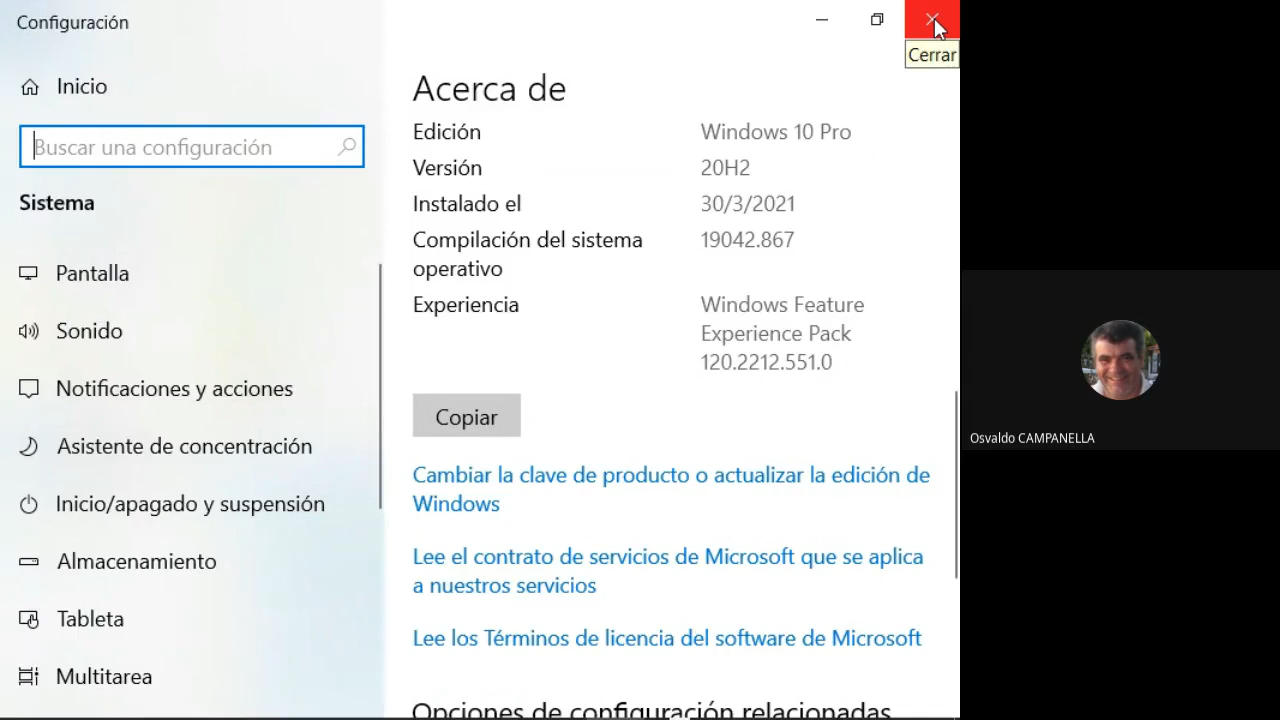 Configuración
Cerrar
Inicio
Buscar una configuración
Sistema
Pantalla
Sonido
Notificaciones y acciones
Asistente de concentración
Inicio/apagado y suspensión
Almacenamiento
Tableta
Multitarea
Acerca de
Edición Windows 10 Pro
Versión 20H2
Instalado el 30/3/2021
Compilación del sistema 19042.867
operativo
Experiencia Windows Feature
Experience Pack
120.2212.551.0
Copiar
Cambiar la clave de producto o actualizar la edición de
Windows
Lee el contrato de servicios de Microsoft que se aplica
a nuestros servicios
Lee los Términos de licencia del software de Microsoft
Opciones de configuración relacionadas
Osvaldo CAMPANELLA